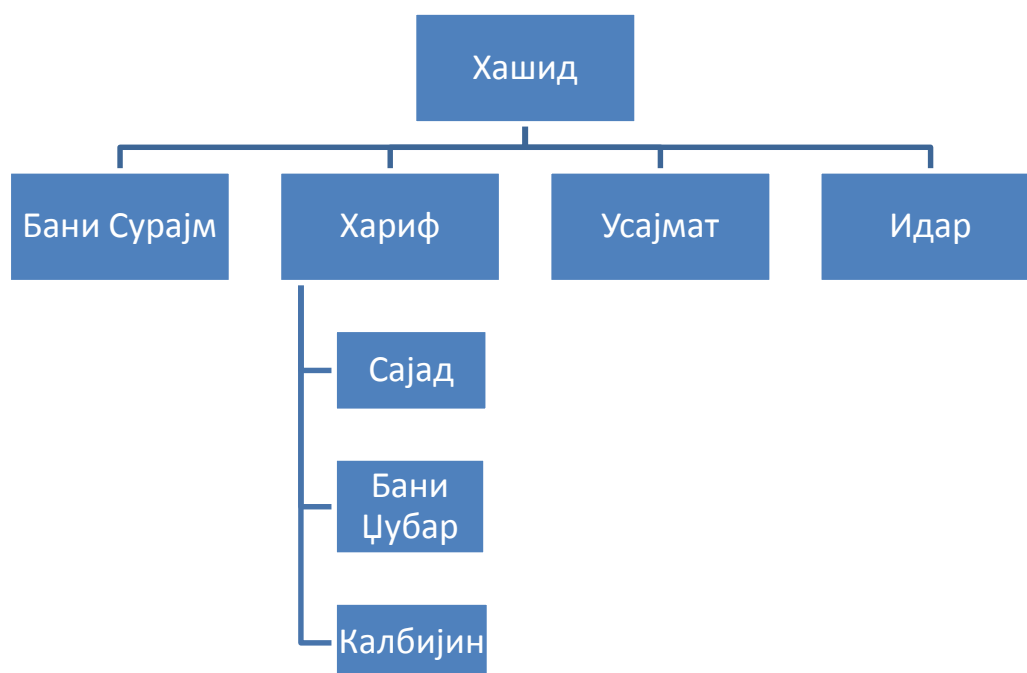 Хашид
Бани Сурајм
Хариф
Усајмат
Идар
Сајад
Бани
Џубар
Калбијин